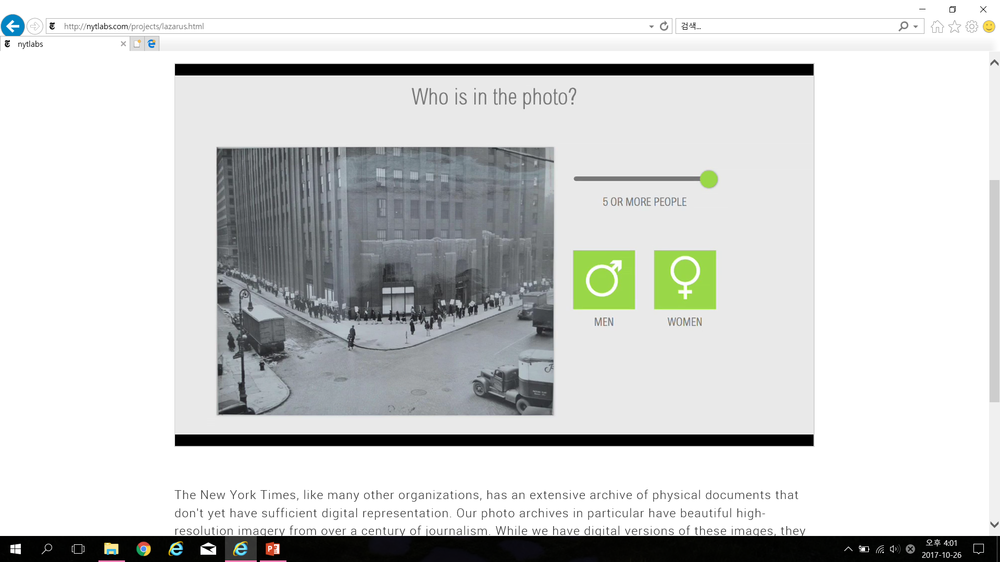 http://nytlabs.com/projects/lazarus.html
검색...
nytlabs
Who is in the photo?
5 OR MORE PEOPLE
MEN
WOMEN
The New York Times, like many other organizations, has an extensive archive of physical documents that
don't yet have sufficient digital representation. Our photo archives in particular have beautiful high-
resolution imagery from over a century of journalism. While we have digital versions of these images, they
오후 4:01
2017-10-26